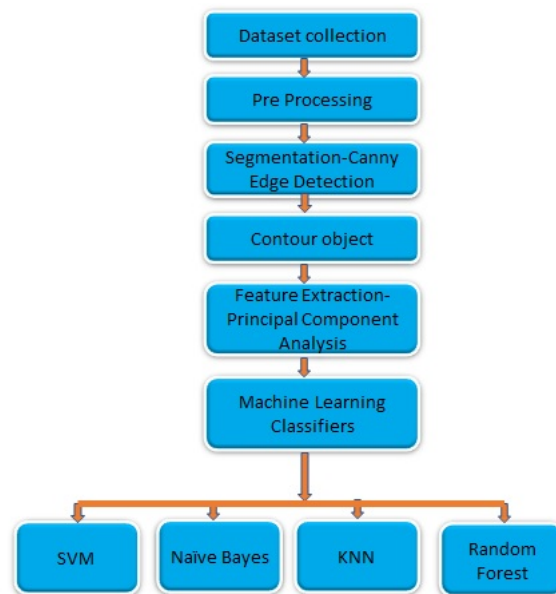 Dataset collection
Pre Processing
Segmentation-Canny
Edge Detection
Contour object
Feature Extraction-
Principal Component
Analysis
Machine Learning
Classifiers
SVM
Naïve Bayes
KNN
Random
Forest